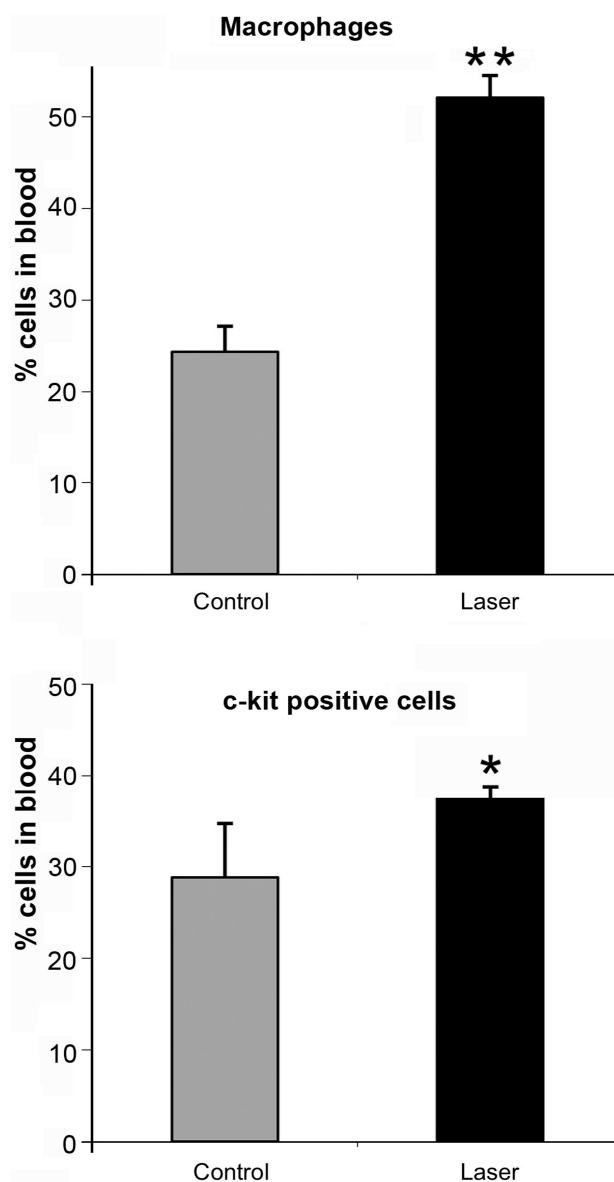 Macrophages
**
50
40
30
20
10
0
% cells in blood
Control
Laser
c-kit positive cells
*
50
40
30
20
10
0
% cells in blood
Control
Laser